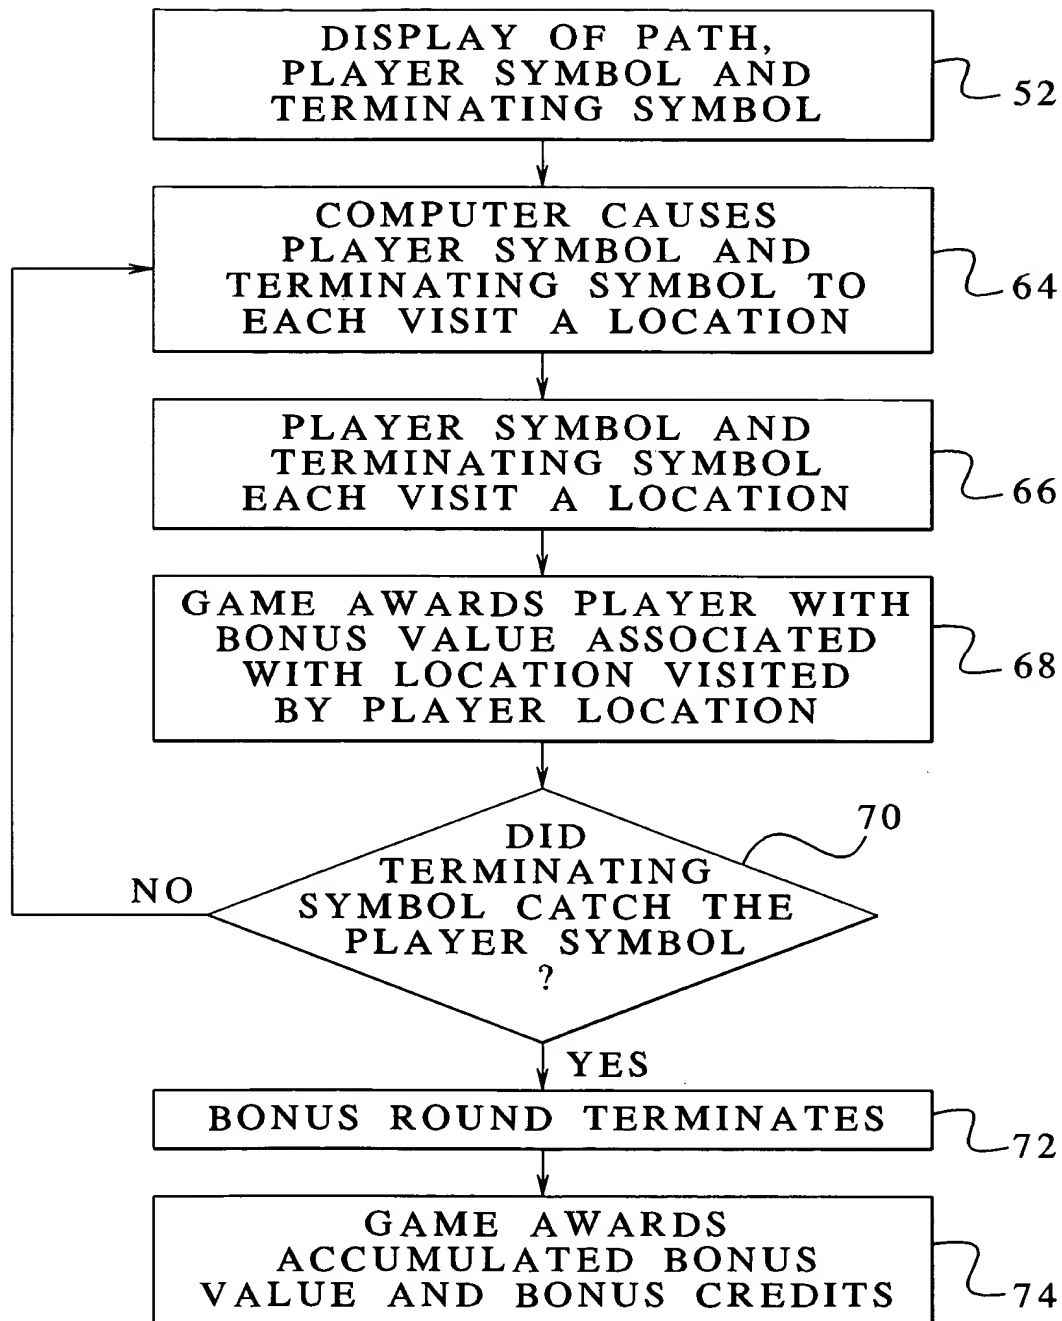 DISPLAY OF PATH,
PLAYER SYMBOL AND
TERMINATING SYMBOL
52
COMPUTER CAUSES
PLAYER SYMBOL AND
TERMINATING SYMBOL TO
EACH VISIT A LOCATION
64
PLAYER SYMBOL AND
TERMINATING SYMBOL
EACH VISIT A LOCATION
66
GAME AWARDS PLAYER WITH
BONUS VALUE ASSOCIATED
WITH LOCATION VISITED
BY PLAYER LOCATION
68
70
DID
TERMINATING
SYMBOL CATCH THE
PLAYER SYMBOL
?
NO
YES
BONUS ROUND TERMINATES
72
GAME AWARDS
ACCUMULATED BONUS
VALUE AND BONUS CREDITS
74